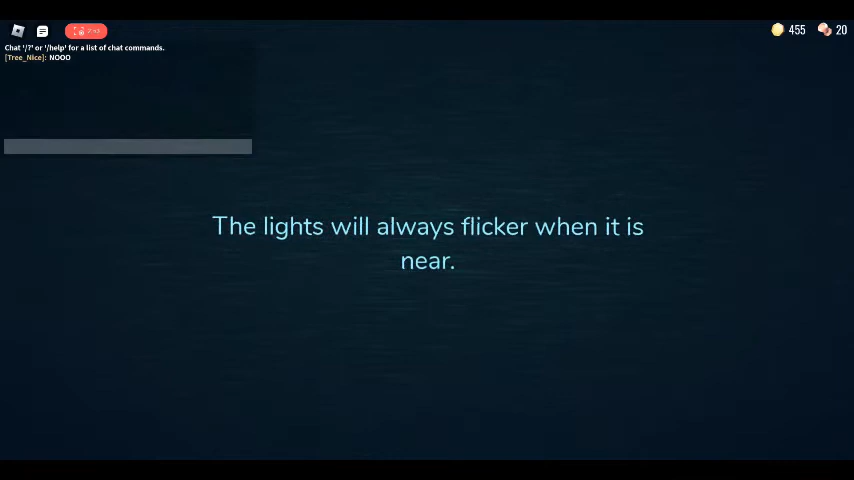 455
20
Chat '/?' or '/help' for a list of chat commands.
[Tree_Nice]: NOOO
The lights will always flicker when it is
near.